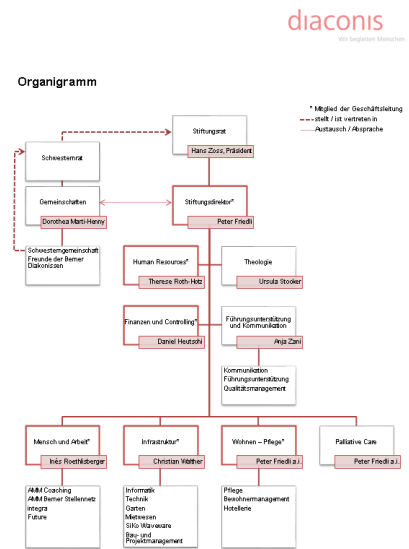 diaconis
Wir begleiten Menschen
Organigramm
* Mitglied der Geschäftsleitung
stellt / ist vertreten in
Austausch / Absprache
Stiftungsrat
Hans Zoss, Präsident
Schwesternrat
Gemeinschaften
Dorothea Marti-Henny
Stiftungsdirektor*
Peter Friedli
Schwesterngemeinschaft
Freunde der Berner
Diakonissen
Human Resources*
Therese Roth-Hotz
Theologie
Ursula Stocker
Finanzen und Controlling*
Daniel Heutschi
Führungsunterstützung
und Kommunikation
Anja Zani
Kommunikation
Führungsunterstützung
Qualitätsmanagement
Mensch und Arbeit*
Inès Roethlisberger
Infrastruktur*
Christian Walther
Wohnen – Pflege*
Peter Friedli a.i.
Palliative Care
Peter Friedli a.i.
AMM Coaching
AMM Berner Stellennetz
integra
Future
Informatik
Technik
Garten
Mietwesen
SiKo Waveware
Bau- und
Projektmanagement
Pflege
Bewohnermanagement
Hotellerie